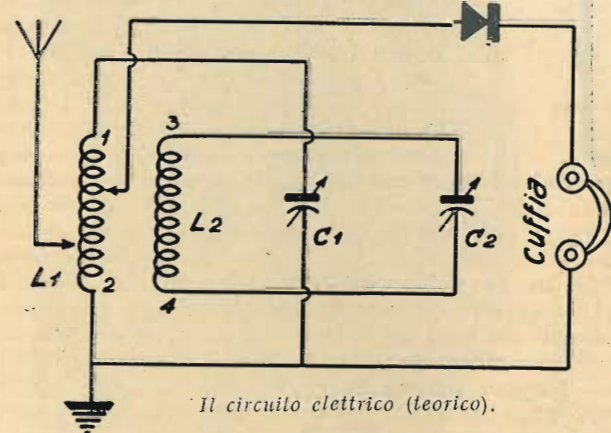 1
3
L2
C1
C2
Cuffia
L1
2
4
Il circuito elettrico (teorico).